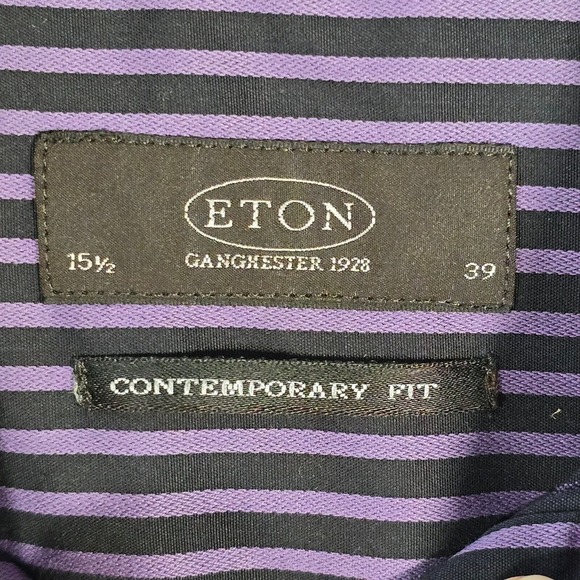 ETON
15½ GANGHESTER 1928 39
CONTEMPORARY FIT